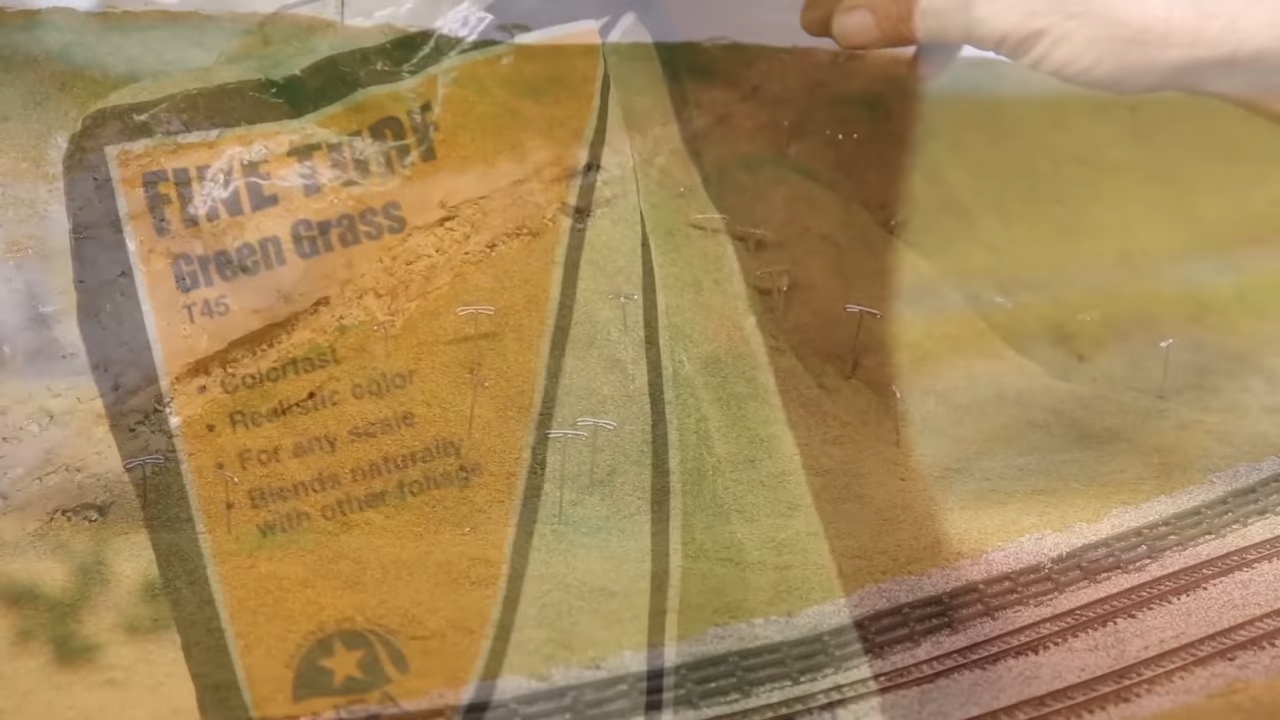 FINE TURF
Green Grass
T45
• Colorfast
• Realistic color
• For any scale
• Blends naturally
with other foliage